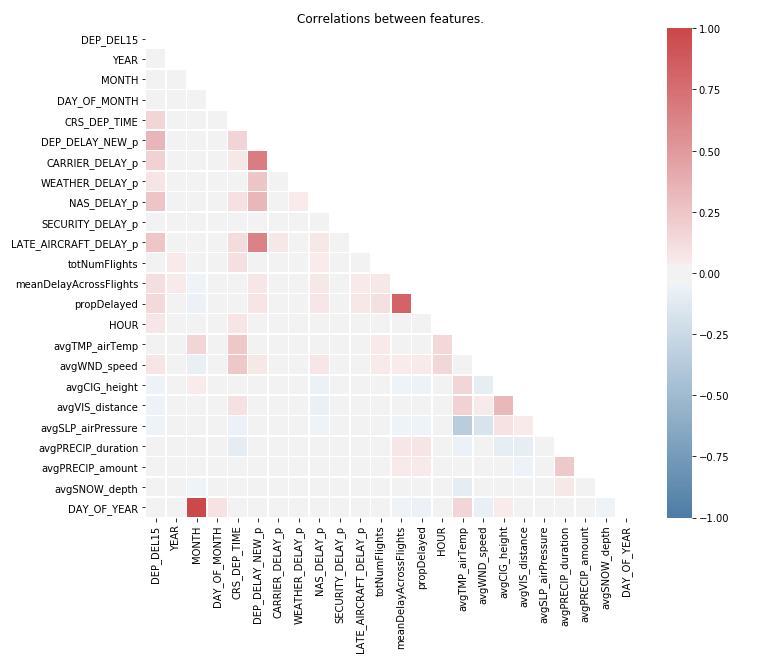 Correlations between features.
DEP_DEL15
YEAR
MONTH
DAY_OF_MONTH
CRS_DEP_TIME
DEP_DELAY_NEW_p
CARRIER_DELAY_p
WEATHER_DELAY_p
NAS_DELAY_p
SECURITY_DELAY_p
LATE_AIRCRAFT_DELAY_p
totNumFlights
meanDelayAcrossFlights
propDelayed
HOUR
avgTMP_airTemp
avgWND_speed
avgCIG_height
avgVIS_distance
avgSLP_airPressure
avgPRECIP_duration
avgPRECIP_amount
avgSNOW_depth
DAY_OF_YEAR
DEP_DEL15
YEAR
MONTH
DAY_OF_MONTH
CRS_DEP_TIME
DEP_DELAY_NEW_p
CARRIER_DELAY_p
WEATHER_DELAY_p
NAS_DELAY_p
SECURITY_DELAY_p
LATE_AIRCRAFT_DELAY_p
totNumFlights
meanDelayAcrossFlights
propDelayed
HOUR
avgTMP_airTemp
avgWND_speed
avgCIG_height
avgVIS_distance
avgSLP_airPressure
avgPRECIP_duration
avgPRECIP_amount
avgSNOW_depth
DAY_OF_YEAR
1.00
0.75
0.50
0.25
0.00
−0.25
−0.50
−0.75
−1.00